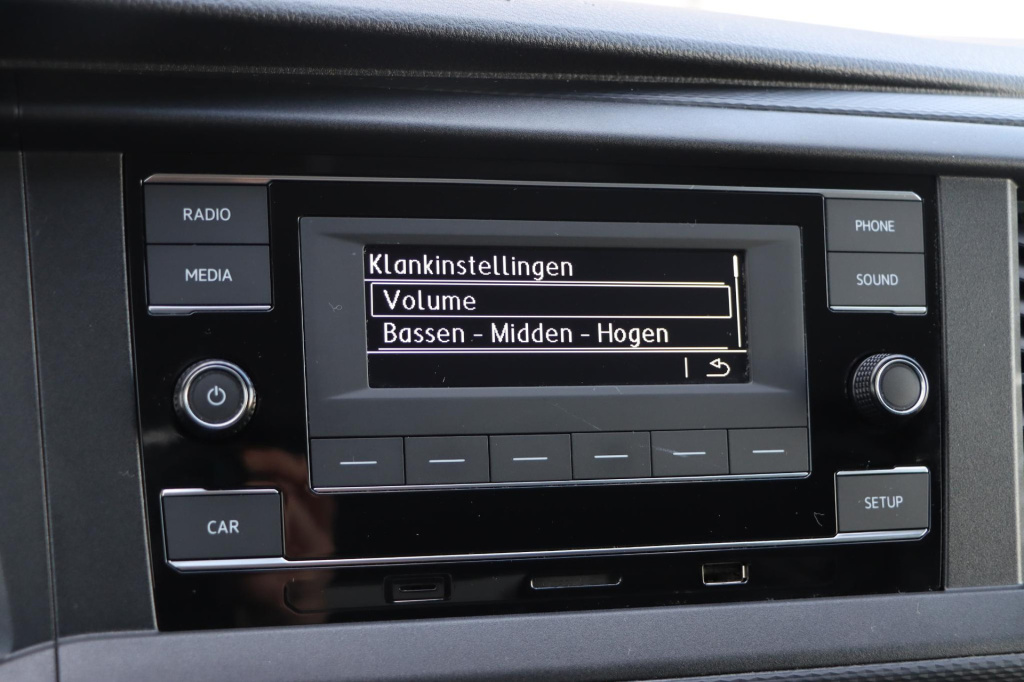 RADIO
MEDIA
Klankinstellingen
Volume
Bassen - Midden - Hogen
PHONE
SOUND
CAR
SETUP